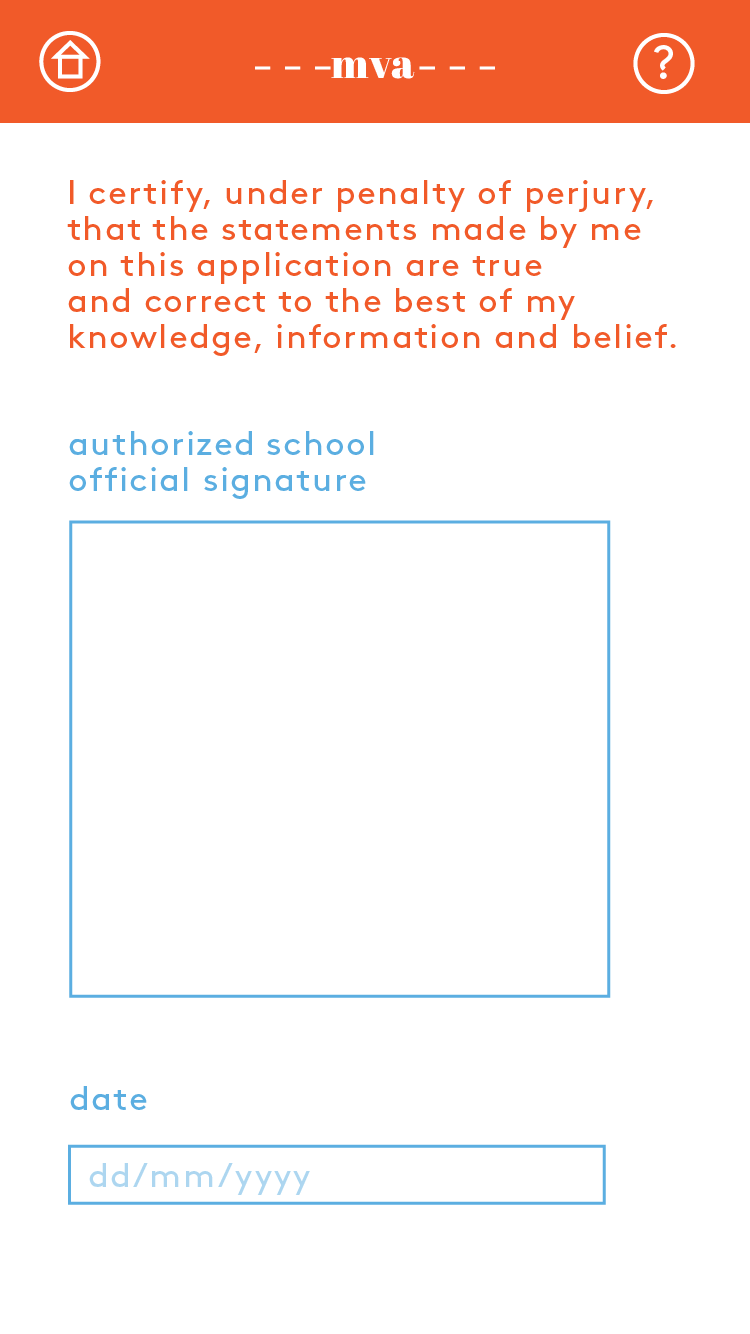 - - -mva- - -
?
I certify, under penalty of perjury,
that the statements made by me
on this application are true
and correct to the best of my
knowledge, information and belief.
authorized school
official signature
date
dd/mm/yyyy